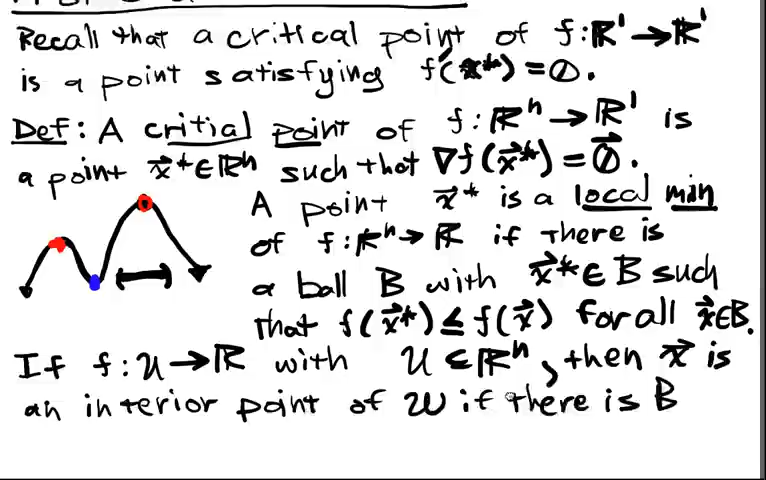 Recall that a critical point of f:ℝ¹→ℝ¹
is a point satisfying f'(x*)=0.
Def: A critial point of f:ℝⁿ→ℝ¹ is
a point x⃗*∈ℝⁿ such that ∇f(x⃗*)=0⃗.
A point x⃗* is a local min
of f:ℝⁿ→ℝ if there is
a ball B with x⃗*∈B such
that f(x⃗*)≤f(x⃗) for all x⃗∈B.
If f:U→ℝ with U⊆ℝⁿ, then x⃗ is
an interior point of U if there is B